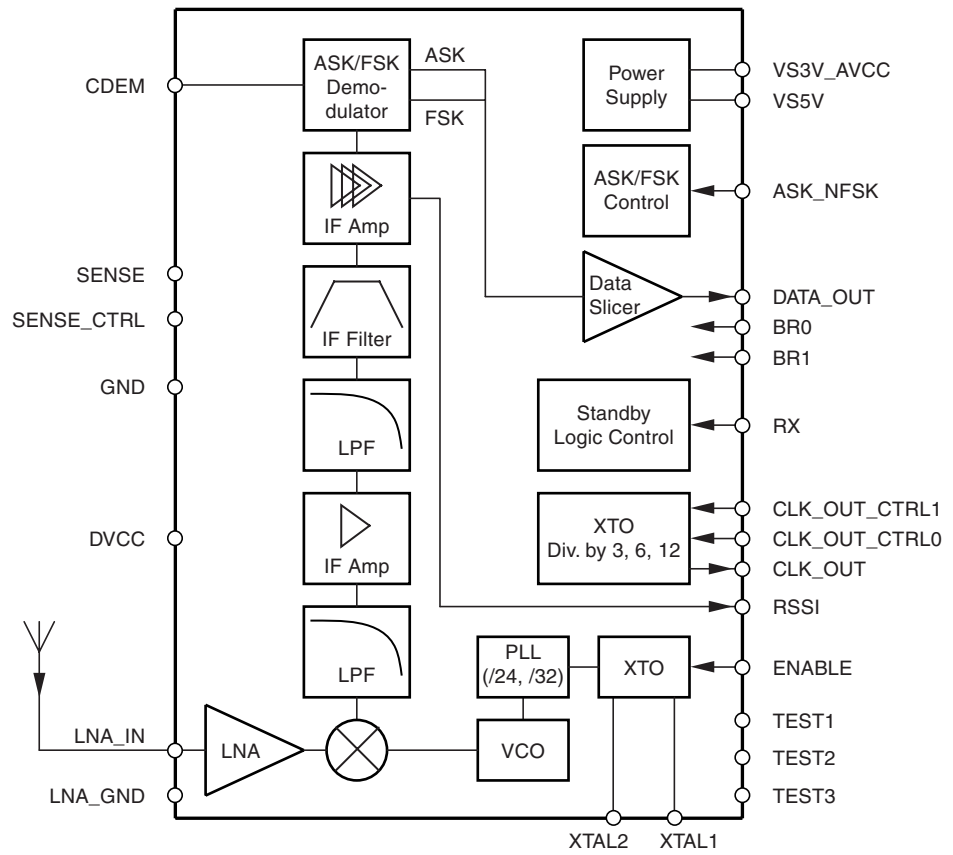 CDEM
SENSE
SENSE_CTRL
GND
DVCC
LNA_IN
LNA_GND
ASK/FSK
Demo-
dulator
ASK
FSK
IF Amp
IF Filter
LPF
IF Amp
LPF
LNA
PLL
(/24, /32)
VCO
XTO
Power
Supply
ASK/FSK
Control
Data
Slicer
Standby
Logic Control
XTO
Div. by 3, 6, 12
VS3V_AVCC
VS5V
ASK_NFSK
DATA_OUT
BR0
BR1
RX
CLK_OUT_CTRL1
CLK_OUT_CTRL0
CLK_OUT
RSSI
ENABLE
TEST1
TEST2
TEST3
XTAL2
XTAL1